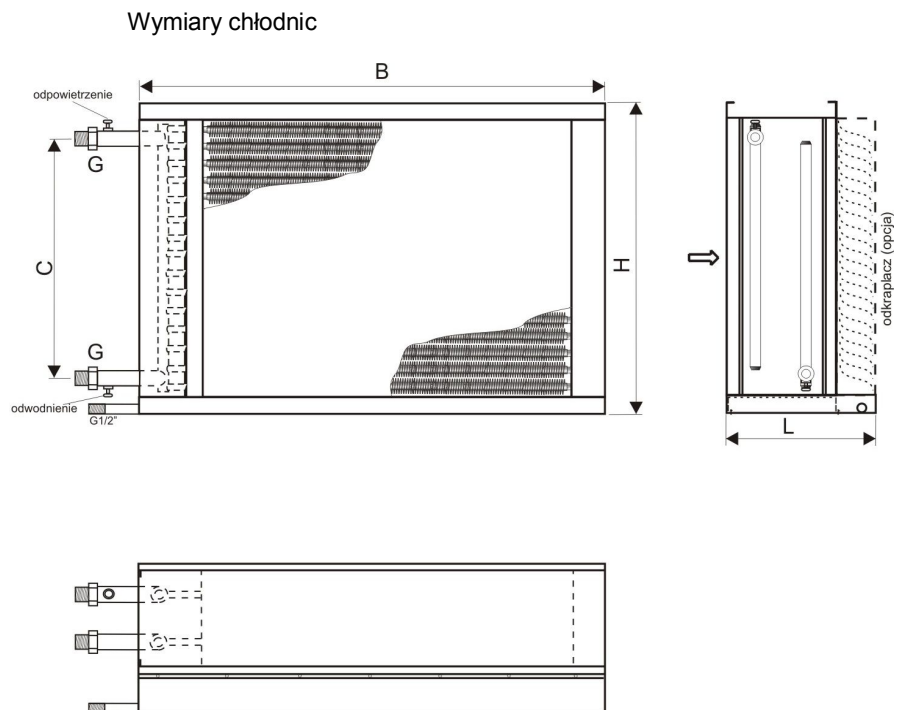 Wymiary chłodnic
B
odpowietrzenie
G
C
H
G
odwodnienie
G1/2"
odkraplacz (opcja)
L